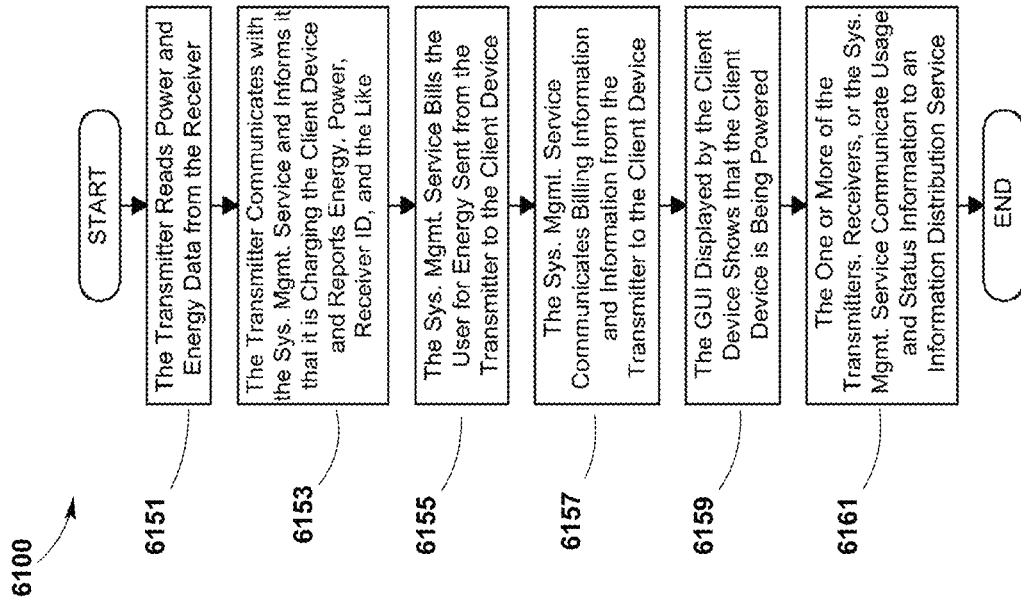 6100
START
6151
The Transmitter Reads Power and
Energy Data from the Receiver
6153
The Transmitter Communicates with
the Sys. Mgmt. Service and Informs it
that it is Charging the Client Device
and Reports Energy, Power,
Receiver ID, and the Like
6155
The Sys. Mgmt. Service Bills the
User for Energy Sent from the
Transmitter to the Client Device
6157
The Sys. Mgmt. Service
Communicates Billing Information
and Information from the
Transmitter to the Client Device
6159
The GUI Displayed by the Client
Device Shows that the Client
Device is Being Powered
6161
The One or More of the
Transmitters, Receivers, or the Sys.
Mgmt. Service Communicate Usage
and Status Information to an
Information Distribution Service
END